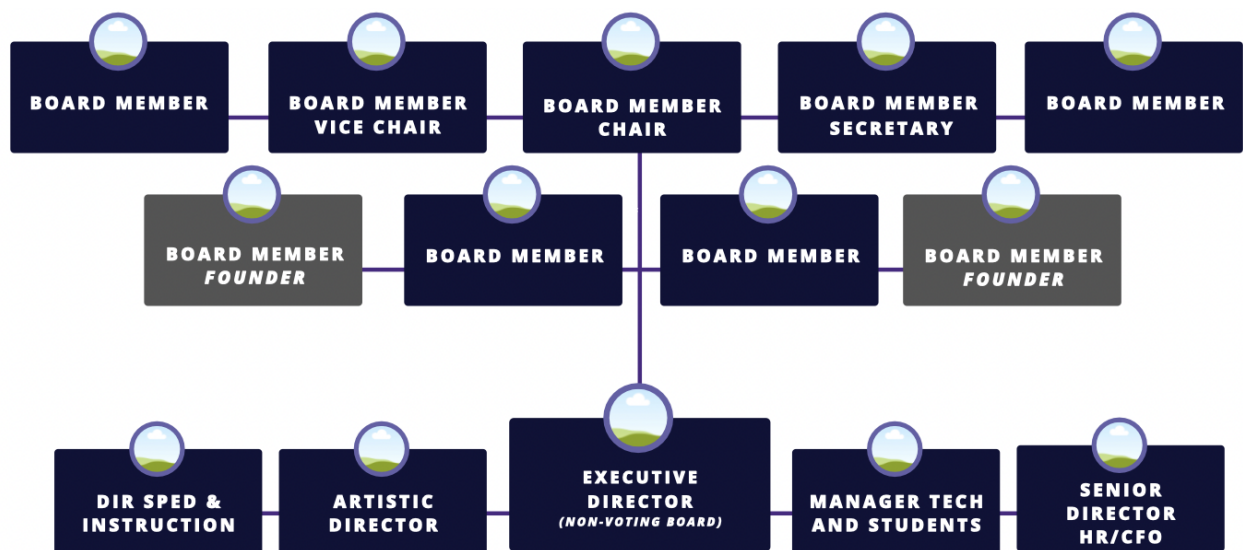 BOARD MEMBER
BOARD MEMBER
VICE CHAIR
BOARD MEMBER
CHAIR
BOARD MEMBER
SECRETARY
BOARD MEMBER
BOARD MEMBER
FOUNDER
BOARD MEMBER
BOARD MEMBER
BOARD MEMBER
FOUNDER
DIR SPED &
INSTRUCTION
ARTISTIC
DIRECTOR
EXECUTIVE
DIRECTOR
(NON-VOTING BOARD)
MANAGER TECH
AND STUDENTS
SENIOR
DIRECTOR
HR/CFO